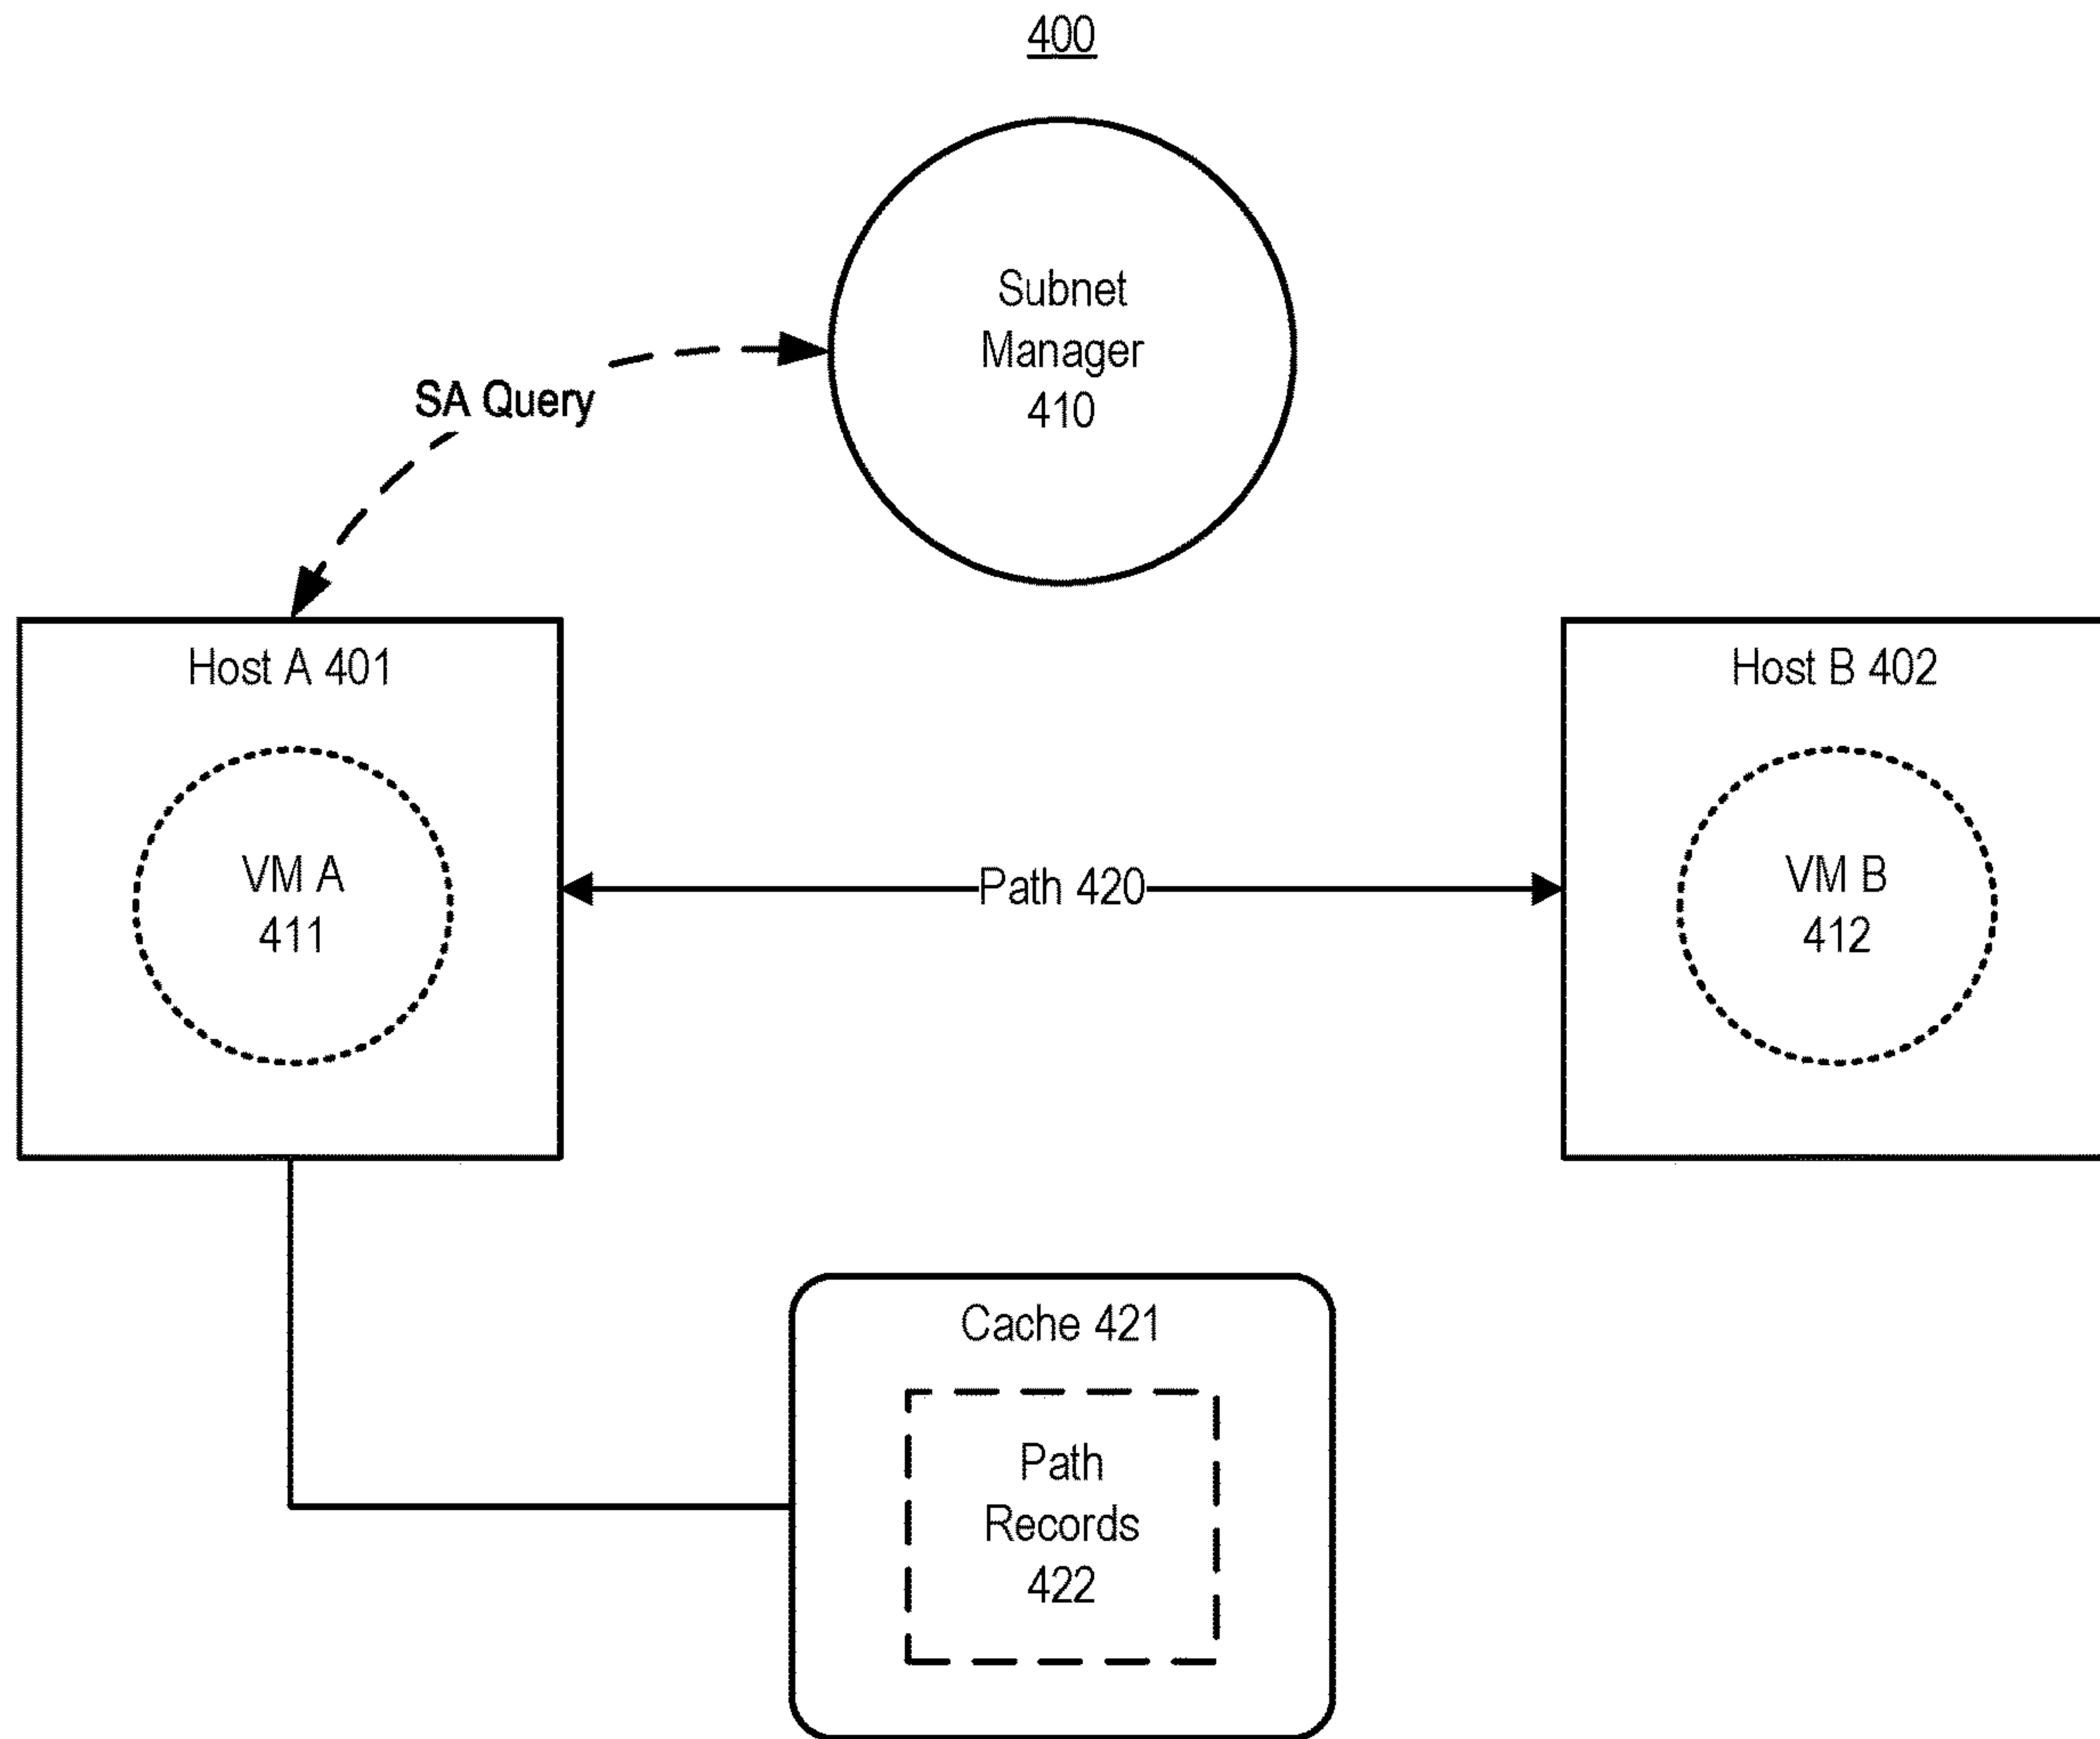 400
Subnet
Manager
410
SA Query
Host A 401
Host B 402
VM A
411
Path 420
VM B
412
Cache 421
Path
Records
422